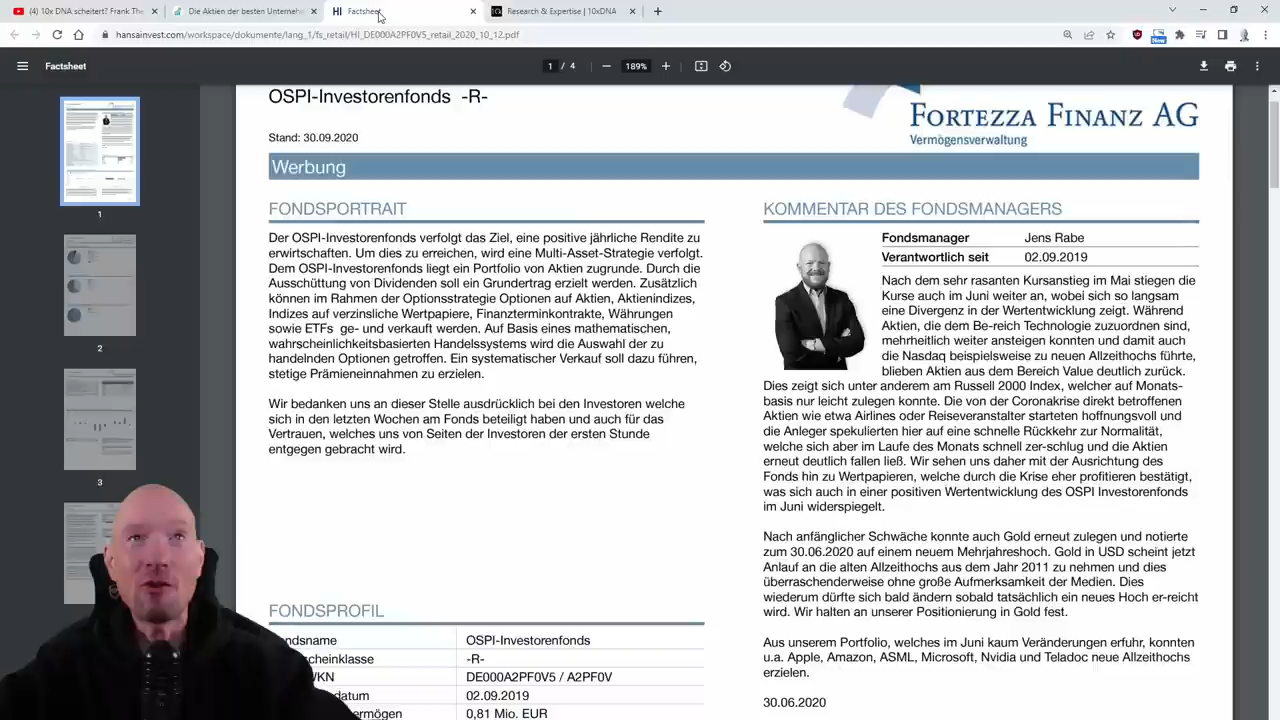 (4) 10x DNA scheitert? Frank The
Die Aktien der besten Unterneh
Factsheet
Research & Expertise | 10xDNA
hansainvest.com/workspace/dokumente/lang_1/fs_retail/HI_DE000A2PF0V5_retail_2020_10_12.pdf
New
Factsheet
1 / 4
189%
OSPI-Investorenfonds -R-
FORTEZZA FINANZ AG
Vermögensverwaltung
Stand: 30.09.2020
Werbung
FONDSPORTRAIT
Der OSPI-Investorenfonds verfolgt das Ziel, eine positive jährliche Rendite zu
erwirtschaften. Um dies zu erreichen, wird eine Multi-Asset-Strategie verfolgt.
Dem OSPI-Investorenfonds liegt ein Portfolio von Aktien zugrunde. Durch die
Ausschüttung von Dividenden soll ein Grundertrag erzielt werden. Zusätzlich
können im Rahmen der Optionsstrategie Optionen auf Aktien, Aktienindizes,
Indizes auf verzinsliche Wertpapiere, Finanzterminkontrakte, Währungen
sowie ETFs ge- und verkauft werden. Auf Basis eines mathematischen,
wahrscheinlichkeitsbasierten Handelssystems wird die Auswahl der zu
handelnden Optionen getroffen. Ein systematischer Verkauf soll dazu führen,
stetige Prämieneinnahmen zu erzielen.
Wir bedanken uns an dieser Stelle ausdrücklich bei den Investoren welche
sich in den letzten Wochen am Fonds beteiligt haben und auch für das
Vertrauen, welches uns von Seiten der Investoren der ersten Stunde
entgegen gebracht wird.
FONDSPROFIL
ondsname OSPI-Investorenfonds
cheinklasse -R-
WKN DE000A2PF0V5 / A2PF0V
datum 02.09.2019
ermögen 0,81 Mio. EUR
KOMMENTAR DES FONDSMANAGERS
Fondsmanager Jens Rabe
Verantwortlich seit 02.09.2019
Nach dem sehr rasanten Kursanstieg im Mai stiegen die
Kurse auch im Juni weiter an, wobei sich so langsam
eine Divergenz in der Wertentwicklung zeigt. Während
Aktien, die dem Be-reich Technologie zuzuordnen sind,
mehrheitlich weiter ansteigen konnten und damit auch
die Nasdaq beispielsweise zu neuen Allzeithochs führte,
blieben Aktien aus dem Bereich Value deutlich zurück.
Dies zeigt sich unter anderem am Russell 2000 Index, welcher auf Monats-
basis nur leicht zulegen konnte. Die von der Coronakrise direkt betroffenen
Aktien wie etwa Airlines oder Reiseveranstalter starteten hoffnungsvoll und
die Anleger spekulierten hier auf eine schnelle Rückkehr zur Normalität,
welche sich aber im Laufe des Monats schnell zer-schlug und die Aktien
erneut deutlich fallen ließ. Wir sehen uns daher mit der Ausrichtung des
Fonds hin zu Wertpapieren, welche durch die Krise eher profitieren bestätigt,
was sich auch in einer positiven Wertentwicklung des OSPI Investorenfonds
im Juni widerspiegelt.
Nach anfänglicher Schwäche konnte auch Gold erneut zulegen und notierte
zum 30.06.2020 auf einem neuem Mehrjahreshoch. Gold in USD scheint jetzt
Anlauf an die alten Allzeithochs aus dem Jahr 2011 zu nehmen und dies
überraschenderweise ohne große Aufmerksamkeit der Medien. Dies
wiederum dürfte sich bald ändern sobald tatsächlich ein neues Hoch er-reicht
wird. Wir halten an unserer Positionierung in Gold fest.
Aus unserem Portfolio, welches im Juni kaum Veränderungen erfuhr, konnten
u.a. Apple, Amazon, ASML, Microsoft, Nvidia und Teladoc neue Allzeithochs
erzielen.
30.06.2020
1
2
3